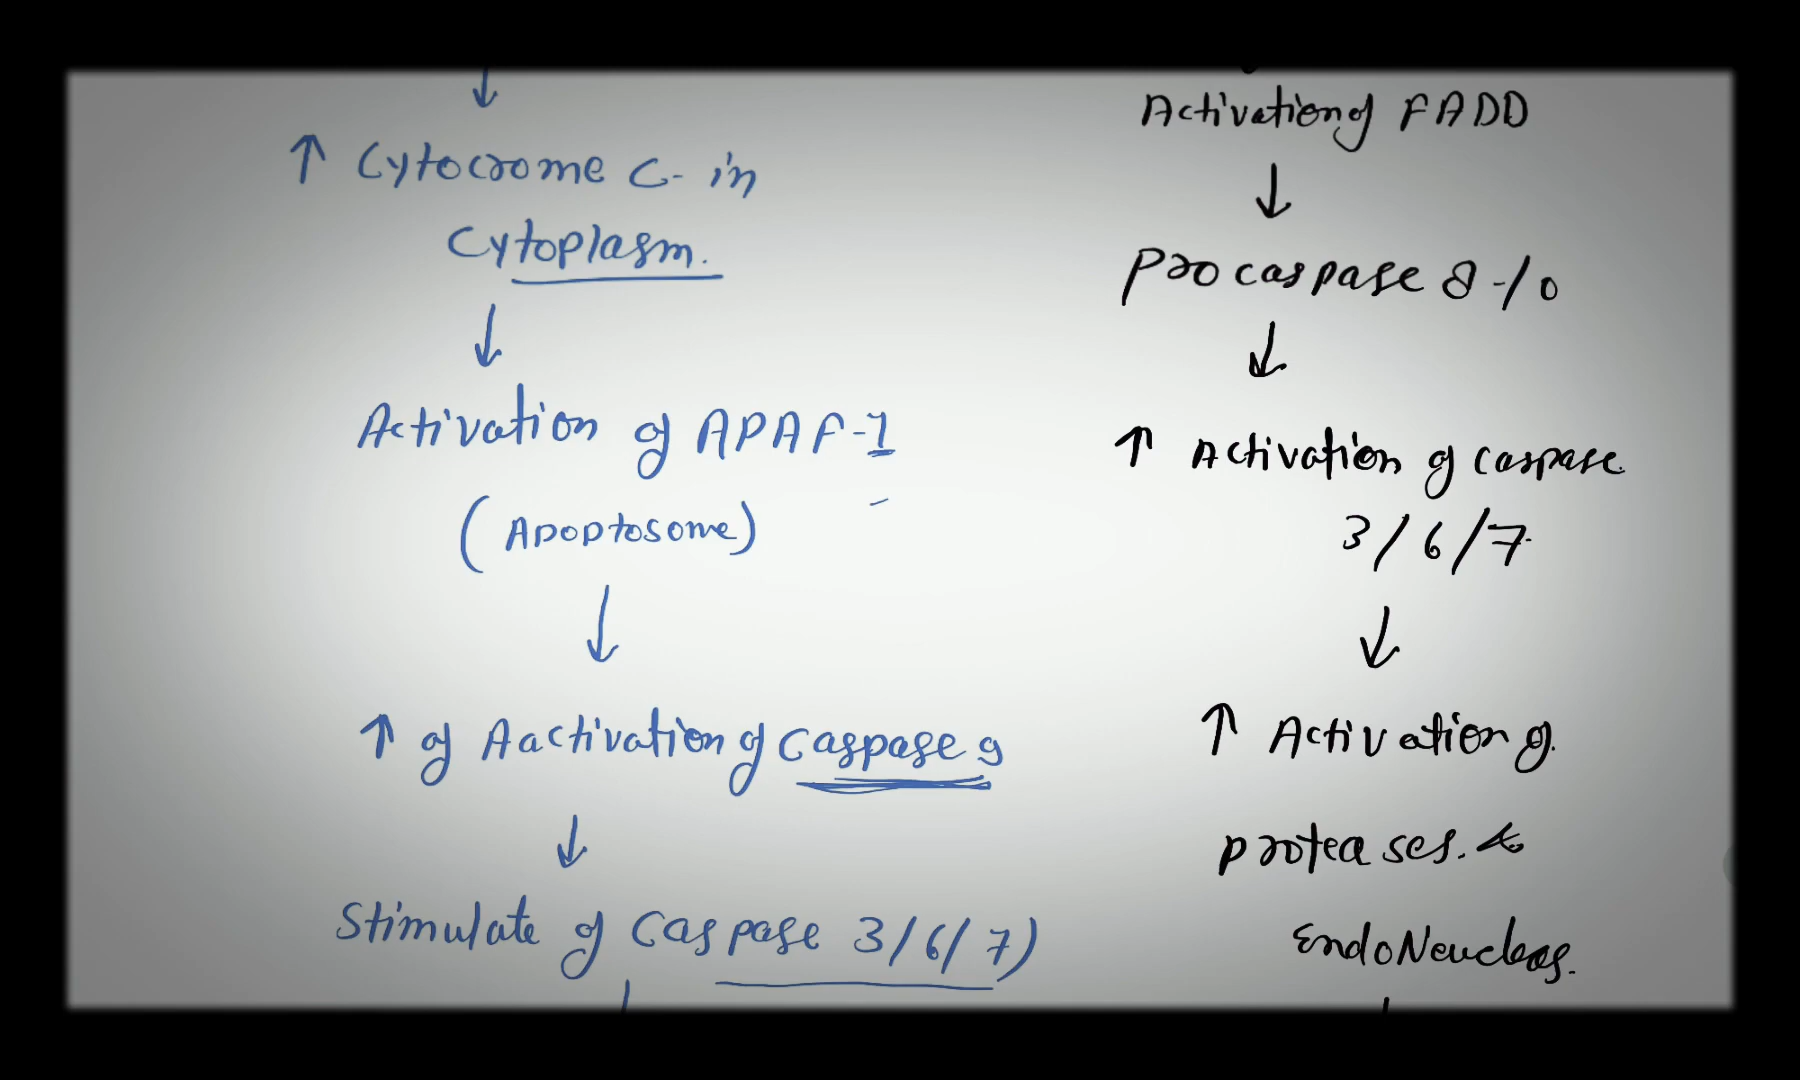 ↑ Cytocrome C- in
Cytoplasm.
Activation of APAF-1
(Apoptosome)
↑ of Aactivation of Caspase 9
Stimulate of Caspase 3/6/7)
Activation of FADD
Procaspase 8-10
↑ Activation of caspase
3/6/7
↑ Activation of
proteases. &
EndoNeucleas.